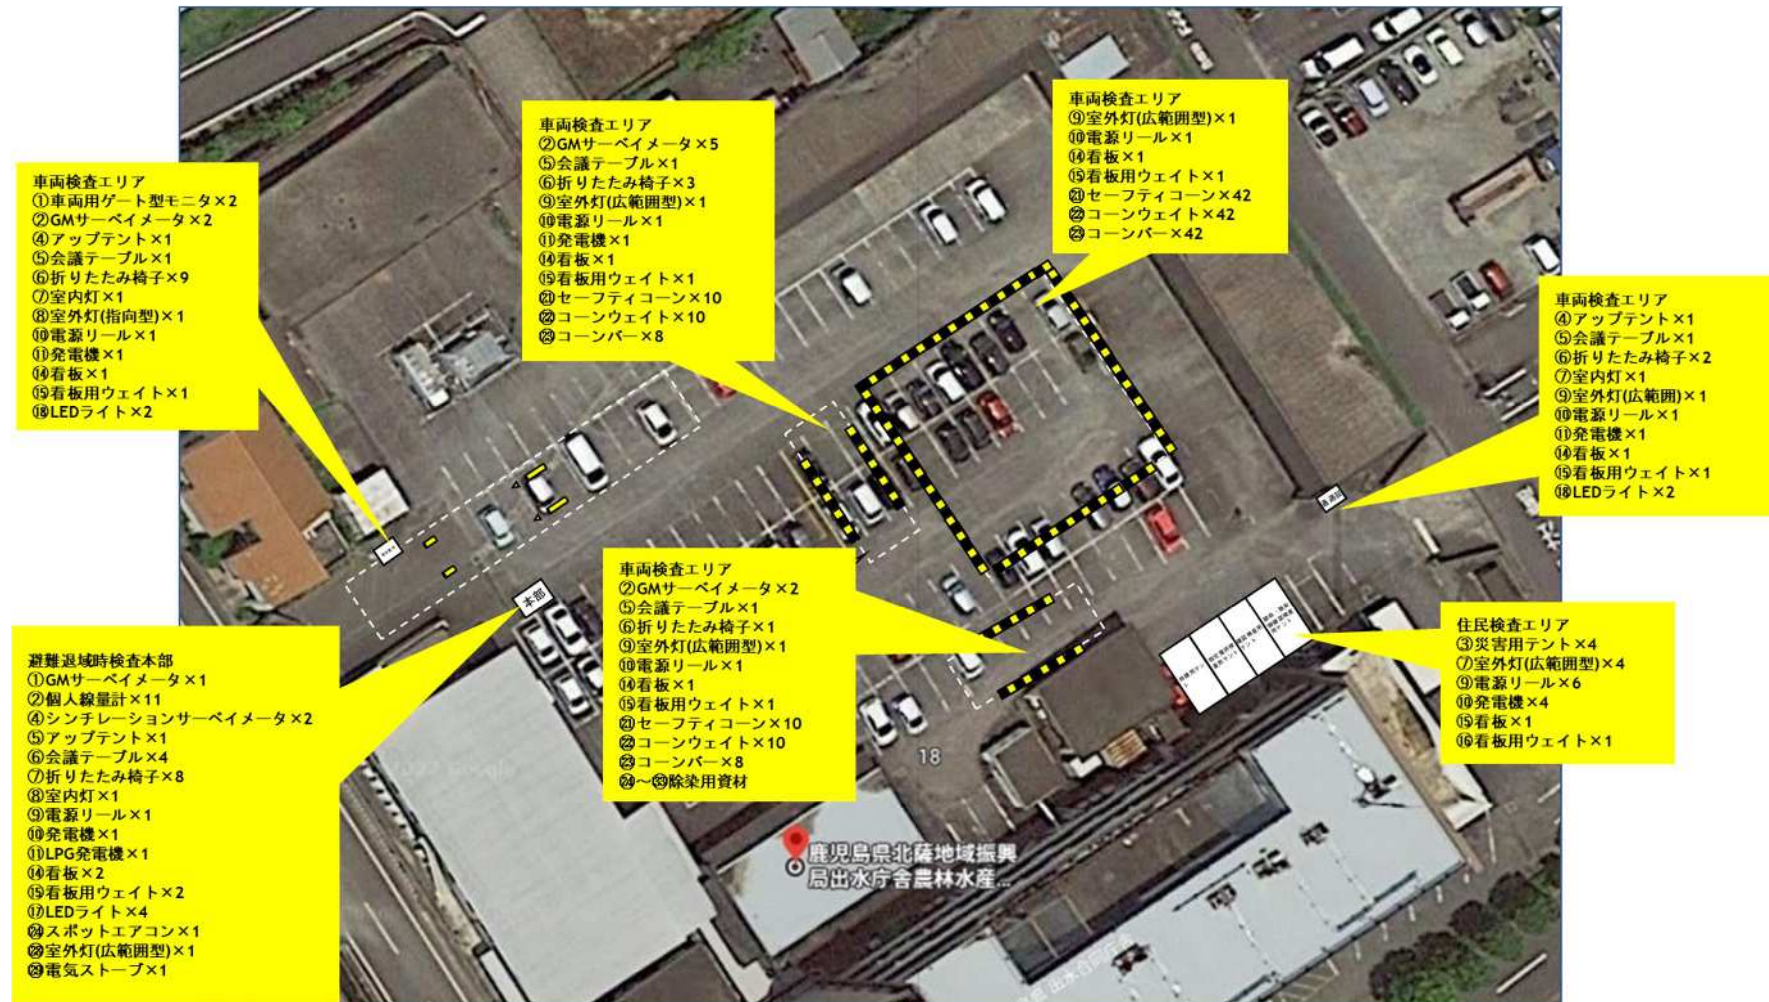 車両検査エリア
①車両用ゲート型モニタ×2
②GMサーベイメータ×2
④アップテント×1
⑤会議テーブル×1
⑥折りたたみ椅子×9
⑦室内灯×1
⑧室外灯(指向型)×1
⑩電源リール×1
⑪発電機×1
⑭看板×1
⑮看板用ウェイト×1
⑱LEDライト×2
車両検査エリア
②GMサーベイメータ×5
⑤会議テーブル×1
⑥折りたたみ椅子×3
⑨室外灯(広範囲型)×1
⑩電源リール×1
⑪発電機×1
⑭看板×1
⑮看板用ウェイト×1
㉑セーフティコーン×10
㉒コーンウェイト×10
㉓コーンバー×8
車両検査エリア
⑨室外灯(広範囲型)×1
⑩電源リール×1
⑭看板×1
⑮看板用ウェイト×1
㉑セーフティコーン×42
㉒コーンウェイト×42
㉓コーンバー×42
車両検査エリア
④アップテント×1
⑤会議テーブル×1
⑥折りたたみ椅子×2
⑦室内灯×1
⑨室外灯(広範囲)×1
⑩電源リール×1
⑪発電機×1
⑭看板×1
⑮看板用ウェイト×1
⑱LEDライト×2
避難退域時検査本部
①GMサーベイメータ×1
②個人線量計×11
④シンチレーションサーベイメータ×2
⑤アップテント×1
⑥会議テーブル×4
⑦折りたたみ椅子×8
⑧室内灯×1
⑨電源リール×1
⑩発電機×1
⑪LPG発電機×1
⑭看板×2
⑮看板用ウェイト×2
⑰LEDライト×4
スポットエアコン×1
室外灯(広範囲型)×1
電気ストーブ×1
本部
車両検査エリア
②GMサーベイメータ×2
⑤会議テーブル×1
⑥折りたたみ椅子×1
⑨室外灯(広範囲型)×1
⑩電源リール×1
⑭看板×1
⑮看板用ウェイト×1
㉑セーフティコーン×10
㉒コーンウェイト×10
㉓コーンバー×8
㉔～㉝除染用資材
住民検査エリア
③災害用テント×4
⑦室外灯(広範囲型)×4
⑨電源リール×6
⑩発電機×4
⑮看板×1
⑯看板用ウェイト×1
18
鹿児島県北薩地域振興
局出水庁舎農林水産...